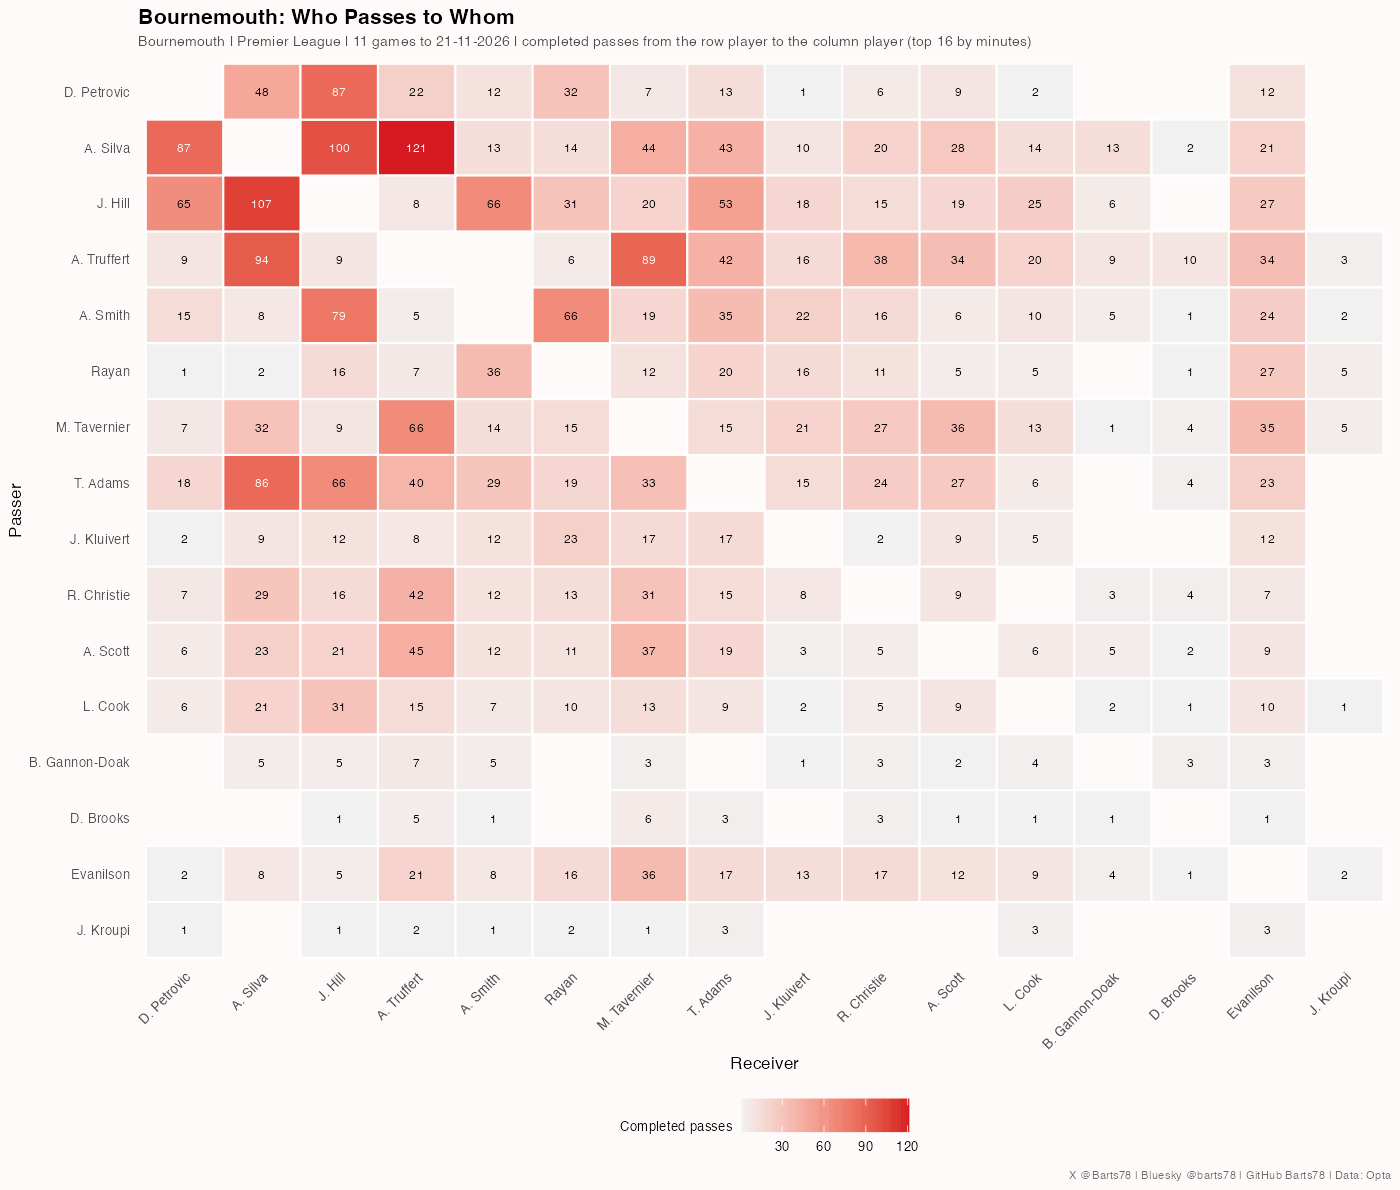 Bournemouth: Who Passes to Whom
Bournemouth | Premier League | 11 games to 21-11-2026 | completed passes from the row player to the column player (top 16 by minutes)
Passer
D. Petrovic 48 87 22 12 32 7 13 1 6 9 2 12
A. Silva 87 100 121 13 14 44 43 10 20 28 14 13 2 21
J. Hill 65 107 8 66 31 20 53 18 15 19 25 6 27
A. Truffert 9 94 9 6 89 42 16 38 34 20 9 10 34 3
A. Smith 15 8 79 5 66 19 35 22 16 6 10 5 1 24 2
Rayan 1 2 16 7 36 12 20 16 11 5 5 1 27 5
M. Tavernier 7 32 9 66 14 15 15 21 27 36 13 1 4 35 5
T. Adams 18 86 66 40 29 19 33 15 24 27 6 4 23
J. Kluivert 2 9 12 8 12 23 17 17 2 9 5 12
R. Christie 7 29 16 42 12 13 31 15 8 9 3 4 7
A. Scott 6 23 21 45 12 11 37 19 3 5 6 5 2 9
L. Cook 6 21 31 15 7 10 13 9 2 5 9 2 1 10 1
B. Gannon-Doak 5 5 7 5 3 1 3 2 4 3 3
D. Brooks 1 5 1 6 3 3 1 1 1 1
Evanilson 2 8 5 21 8 16 36 17 13 17 12 9 4 1 2
J. Kroupi 1 1 2 1 2 1 3 3 3
D. Petrovic A. Silva J. Hill A. Truffert A. Smith Rayan M. Tavernier T. Adams J. Kluivert R. Christie A. Scott L. Cook B. Gannon-Doak D. Brooks Evanilson J. Kroupi
Receiver
Completed passes
30 60 90 120
X @Barts78 | Bluesky @barts78 | GitHub Barts78 | Data: Opta